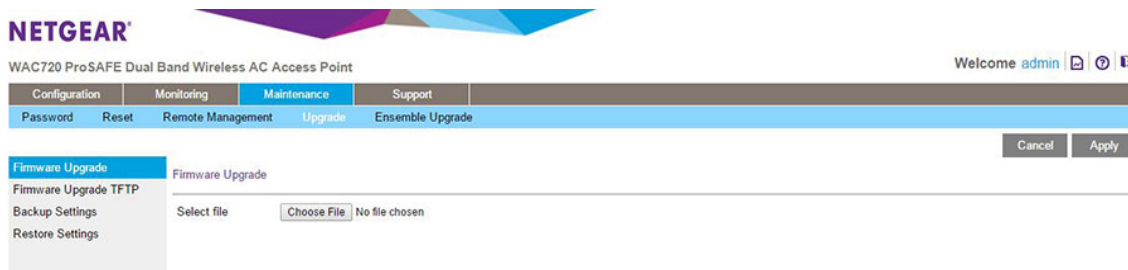 NETGEAR®
WAC720 ProSAFE Dual Band Wireless AC Access Point
Welcome admin
Configuration Monitoring Maintenance Support
Password Reset Remote Management Upgrade Ensemble Upgrade
Cancel Apply
Firmware Upgrade
Firmware Upgrade TFTP
Backup Settings
Restore Settings
Firmware Upgrade
Select file Choose File No file chosen